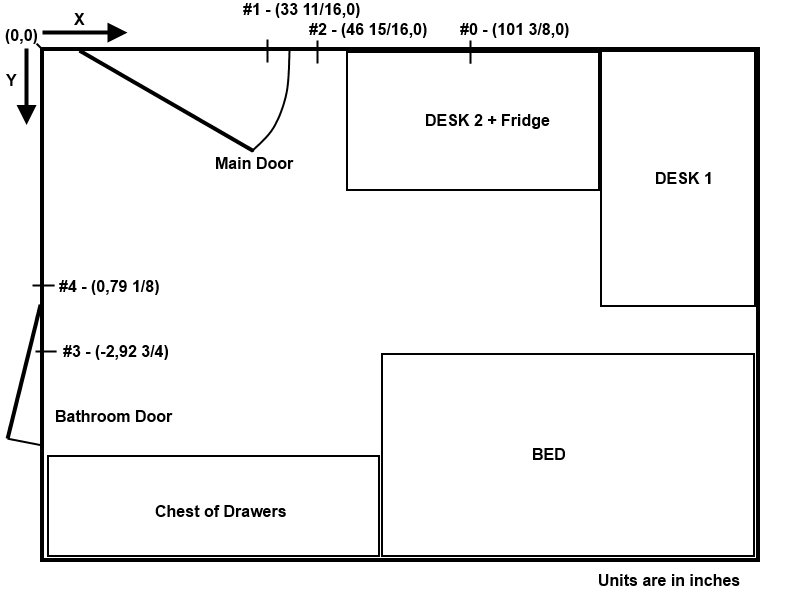 #1 - (33 11/16,0)
X
(0,0)
#2 - (46 15/16,0)
#0 - (101 3/8,0)
Y
DESK 2 + Fridge
Main Door
DESK 1
#4 - (0,79 1/8)
#3 - (-2,92 3/4)
Bathroom Door
BED
Chest of Drawers
Units are in inches